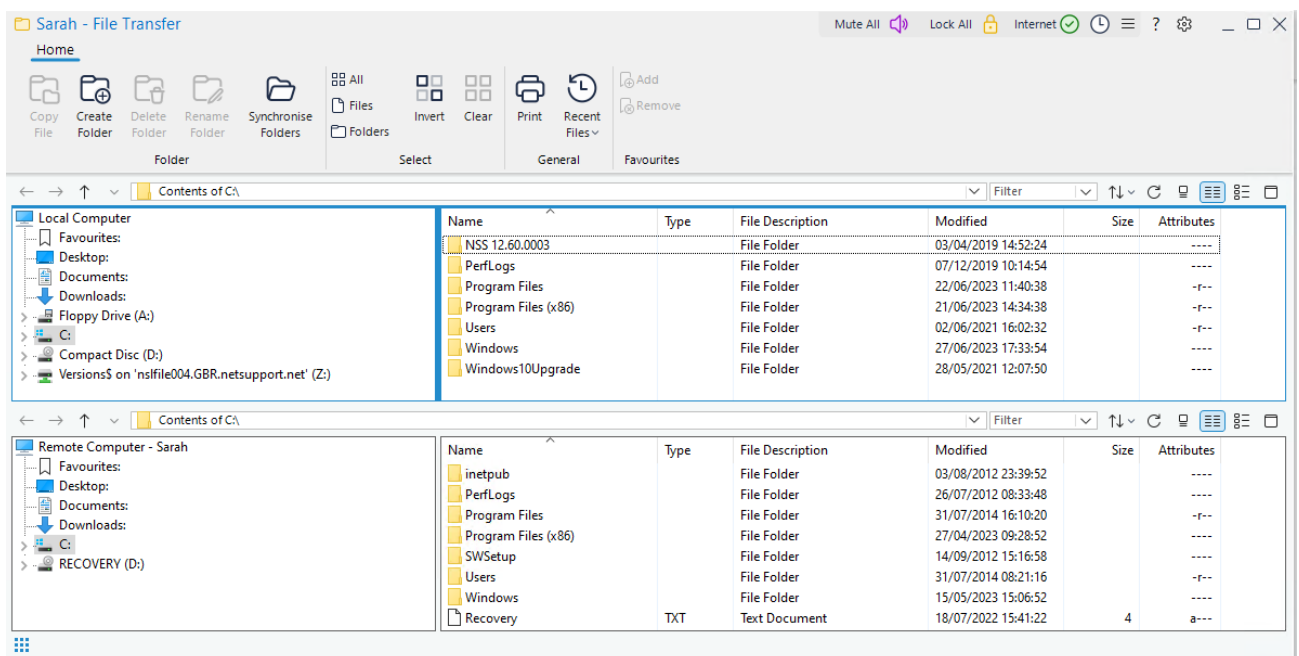 Sarah - File Transfer Mute All Lock All Internet ?
Home
Copy File Create Folder Delete Folder Rename Folder Synchronise Folders
All
Files
Folders
Invert Clear Print Recent Files
Add
Remove
Folder Select General Favourites
Contents of C:\ Filter
Local Computer
Favourites:
Desktop:
Documents:
Downloads:
Floppy Drive (A:)
C:
Compact Disc (D:)
Versions$ on 'nslfile004.GBR.netsupport.net' (Z:)
Name Type File Description Modified Size Attributes
NSS 12.60.0003 File Folder 03/04/2019 14:52:24 ----
PerfLogs File Folder 07/12/2019 10:14:54 ----
Program Files File Folder 22/06/2023 11:40:38 -r--
Program Files (x86) File Folder 21/06/2023 14:34:38 -r--
Users File Folder 02/06/2021 16:02:32 -r--
Windows File Folder 27/06/2023 17:33:54 ----
Windows10Upgrade File Folder 28/05/2021 12:07:50 ----
Contents of C:\ Filter
Remote Computer - Sarah
Favourites:
Desktop:
Documents:
Downloads:
C:
RECOVERY (D:)
Name Type File Description Modified Size Attributes
inetpub File Folder 03/08/2012 23:39:52 ----
PerfLogs File Folder 26/07/2012 08:33:48 ----
Program Files File Folder 31/07/2014 16:10:20 -r--
Program Files (x86) File Folder 27/04/2023 09:28:52 ----
SWSetup File Folder 14/09/2012 15:16:58 ----
Users File Folder 31/07/2014 08:21:16 -r--
Windows File Folder 15/05/2023 15:06:52 ----
Recovery TXT Text Document 18/07/2022 15:41:22 4 a---